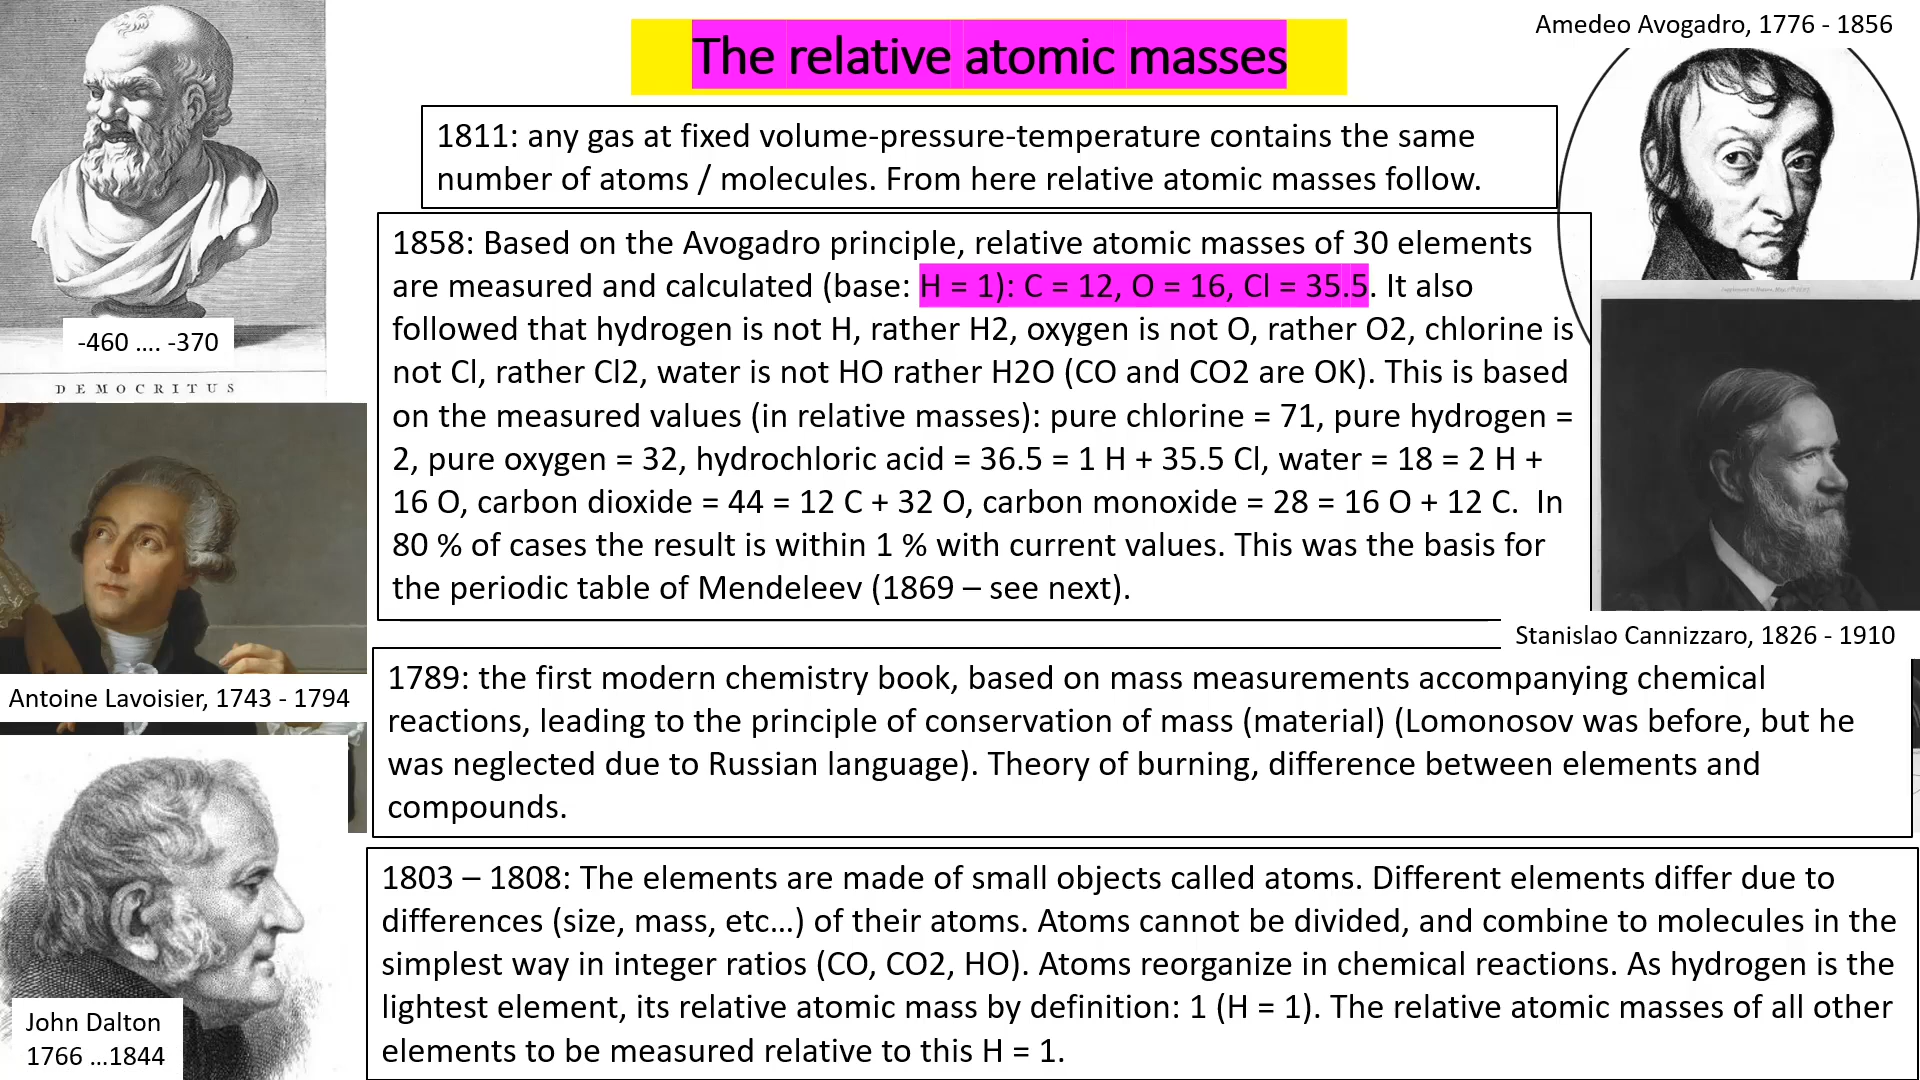 The relative atomic masses
Amedeo Avogadro, 1776 - 1856
1811: any gas at fixed volume-pressure-temperature contains the same
number of atoms / molecules. From here relative atomic masses follow.
1858: Based on the Avogadro principle, relative atomic masses of 30 elements
are measured and calculated (base: H = 1): C = 12, O = 16, Cl = 35.5. It also
followed that hydrogen is not H, rather H2, oxygen is not O, rather O2, chlorine is
not Cl, rather Cl2, water is not HO rather H2O (CO and CO2 are OK). This is based
on the measured values (in relative masses): pure chlorine = 71, pure hydrogen =
2, pure oxygen = 32, hydrochloric acid = 36.5 = 1 H + 35.5 Cl, water = 18 = 2 H +
16 O, carbon dioxide = 44 = 12 C + 32 O, carbon monoxide = 28 = 16 O + 12 C.  In
80 % of cases the result is within 1 % with current values. This was the basis for
the periodic table of Mendeleev (1869 – see next).
-460 .... -370
DEMOCRITUS
Stanislao Cannizzaro, 1826 - 1910
Antoine Lavoisier, 1743 - 1794
1789: the first modern chemistry book, based on mass measurements accompanying chemical
reactions, leading to the principle of conservation of mass (material) (Lomonosov was before, but he
was neglected due to Russian language). Theory of burning, difference between elements and
compounds.
1803 – 1808: The elements are made of small objects called atoms. Different elements differ due to
differences (size, mass, etc...) of their atoms. Atoms cannot be divided, and combine to molecules in the
simplest way in integer ratios (CO, CO2, HO). Atoms reorganize in chemical reactions. As hydrogen is the
lightest element, its relative atomic mass by definition: 1 (H = 1). The relative atomic masses of all other
elements to be measured relative to this H = 1.
John Dalton
1766 ...1844